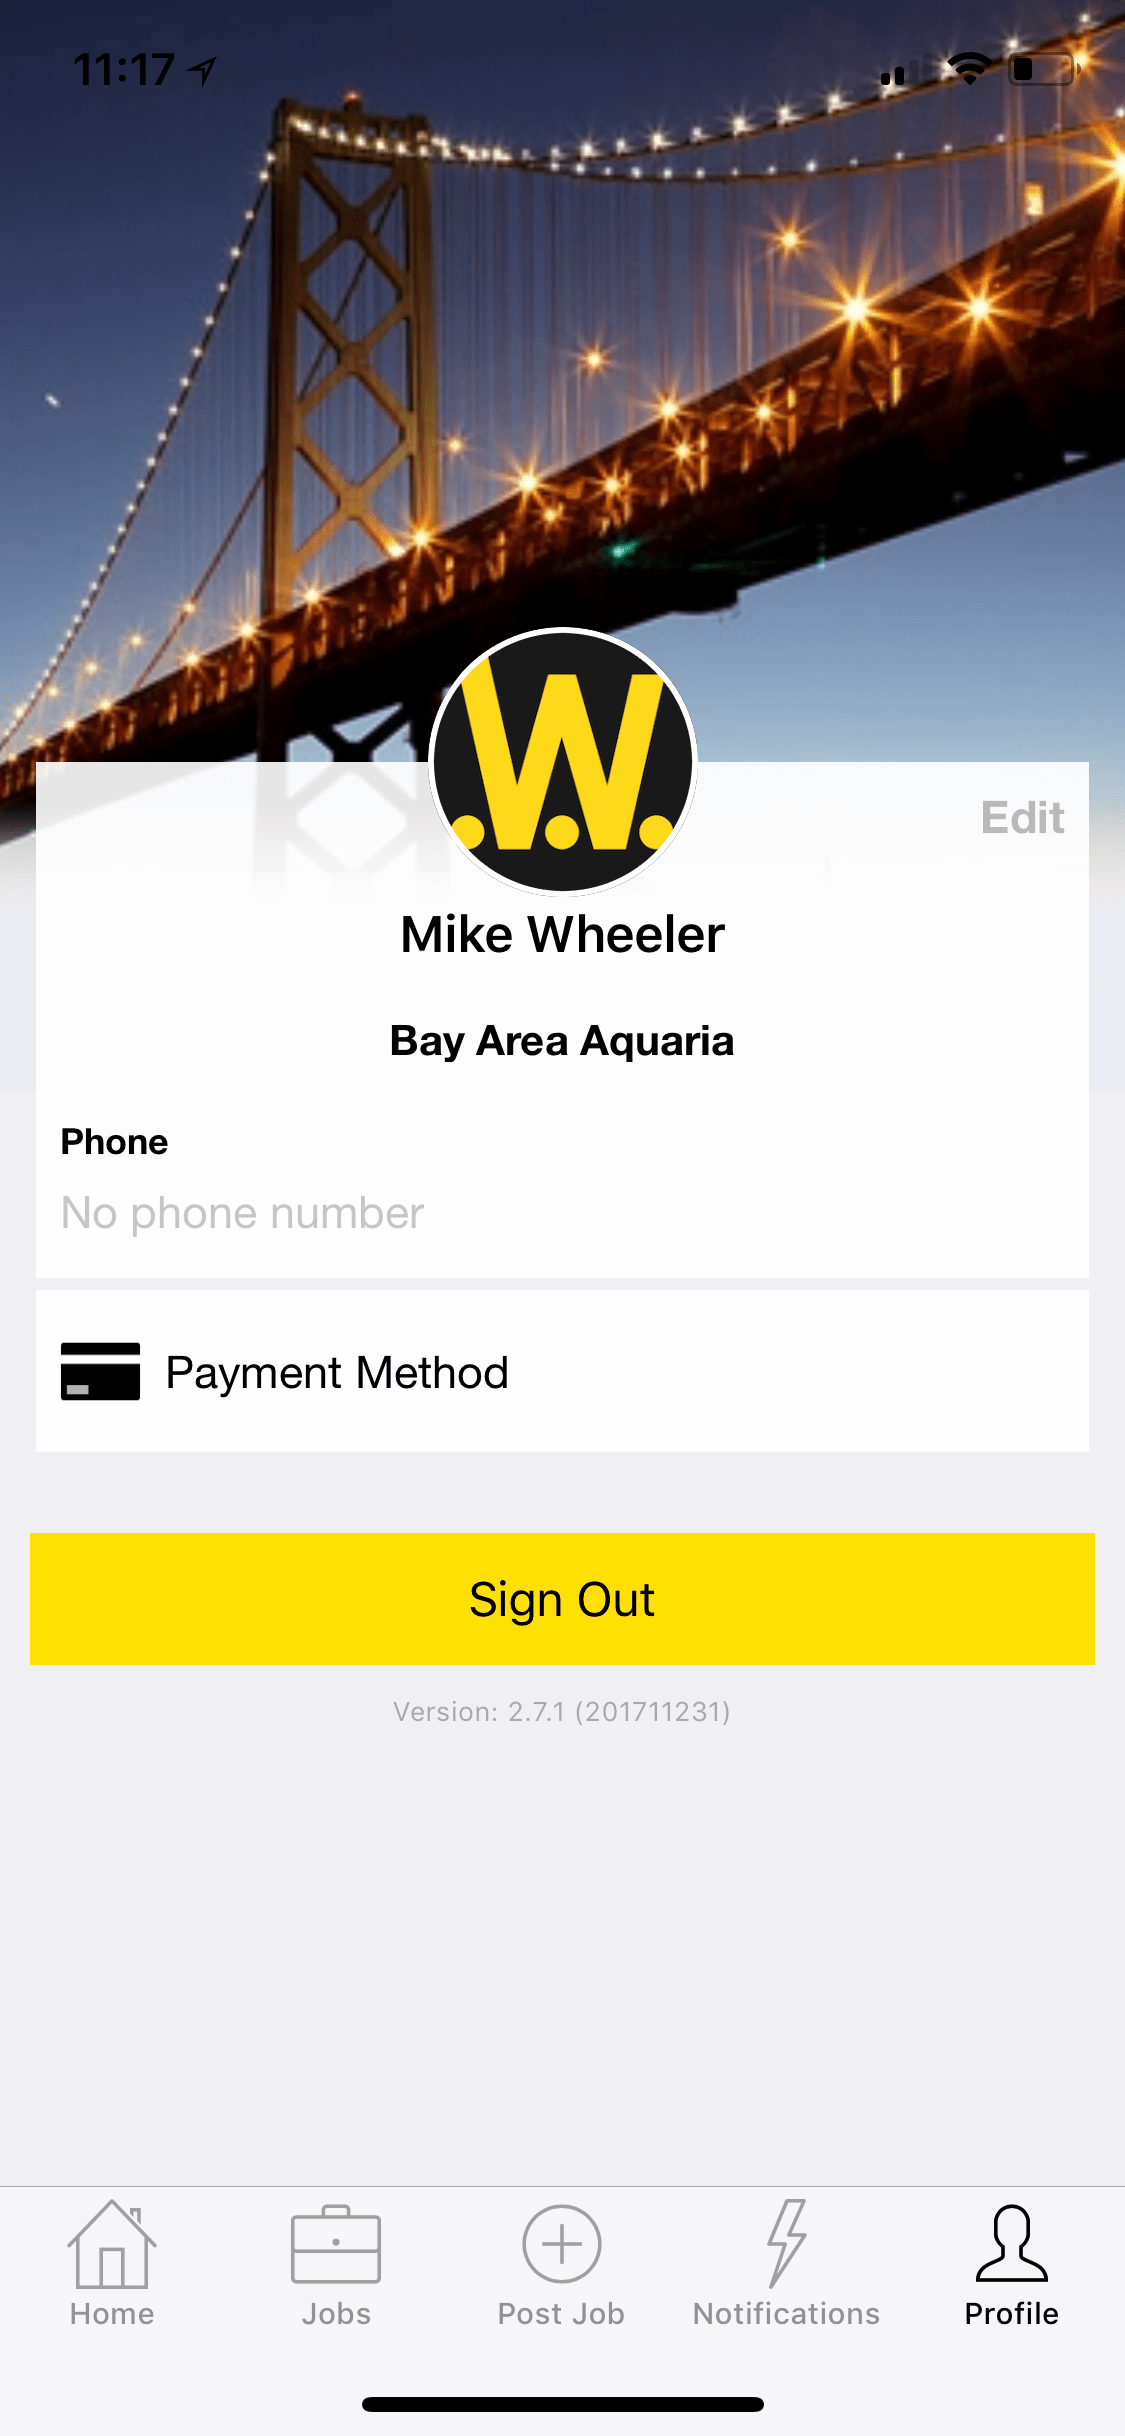 11:17
.W.
Edit
Mike Wheeler
Bay Area Aquaria
Phone
No phone number
Payment Method
Sign Out
Version: 2.7.1 (201711231)
Home
Jobs
Post Job
Notifications
Profile